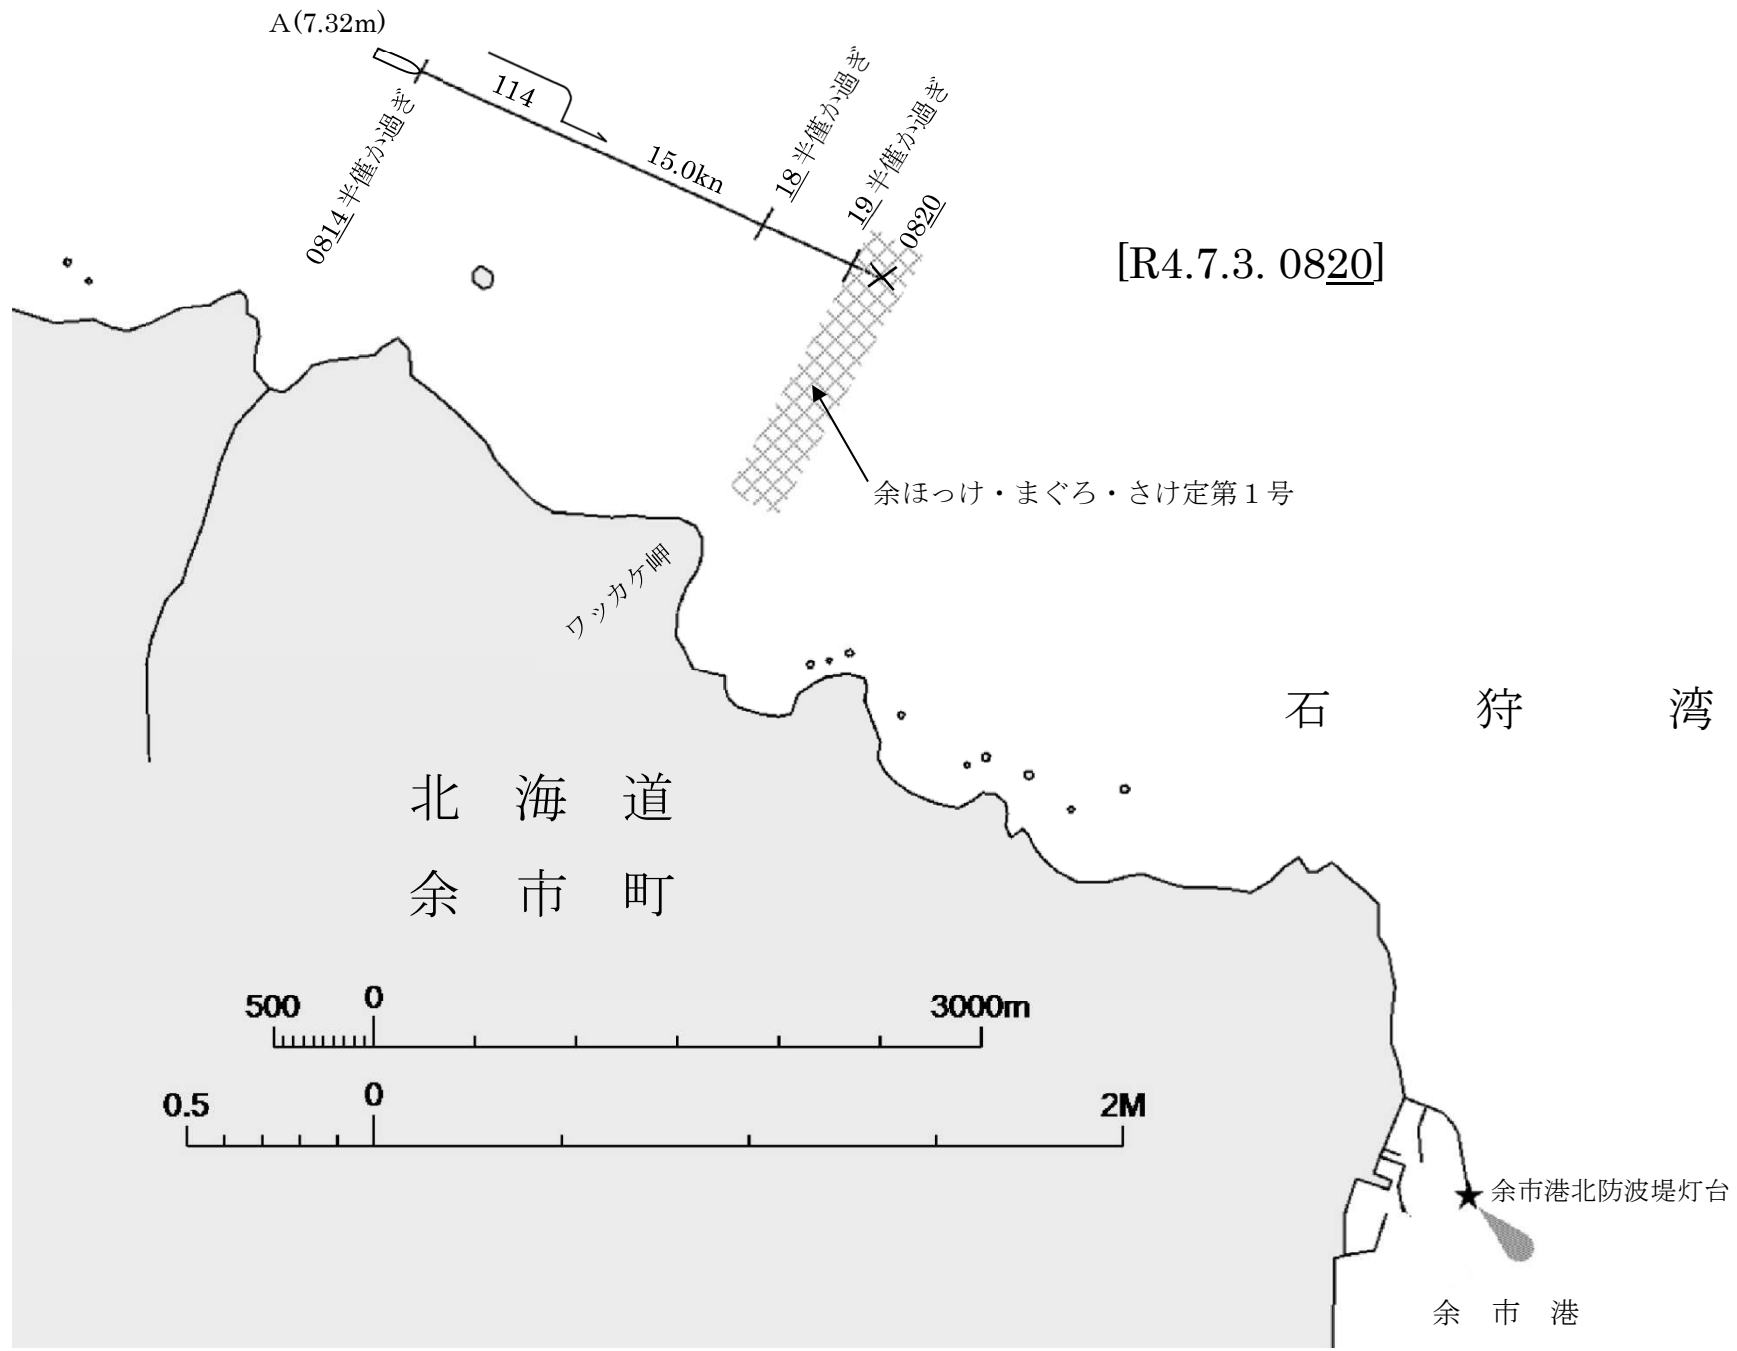 A(7.32m)
114
15.0kn
0814半僅か過ぎ
18半僅か過ぎ
19半僅か過ぎ
0820
[R4.7.3. 0820]
余ほっけ・まぐろ・さけ定第1号
ワッカケ岬
石狩湾
北海道
余市町
500 0 3000m
0.5 0 2M
余市港北防波堤灯台
余市港